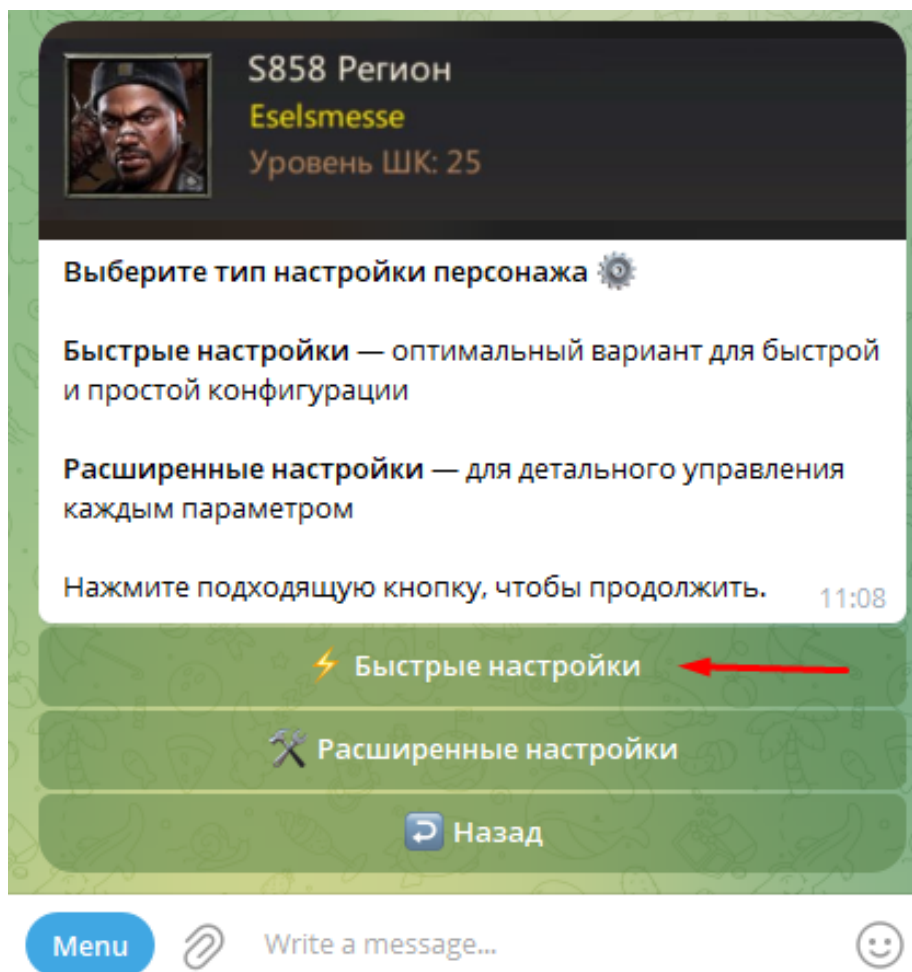 S858 Регион
Eselsmesse
Уровень ШК: 25
Выберите тип настройки персонажа ⚙️
Быстрые настройки — оптимальный вариант для быстрой
и простой конфигурации
Расширенные настройки — для детального управления
каждым параметром
Нажмите подходящую кнопку, чтобы продолжить.
11:08
⚡ Быстрые настройки
🛠 Расширенные настройки
↩️ Назад
Menu
Write a message...